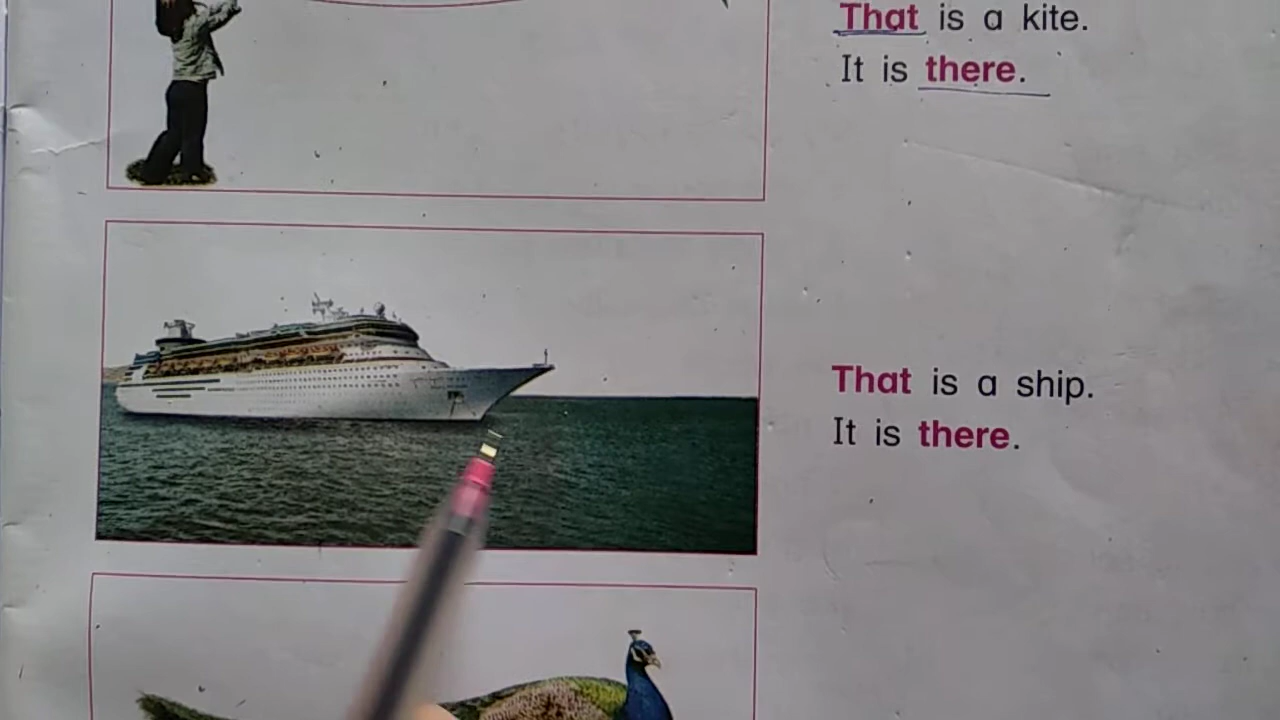 That is a kite.
It is there.
That is a ship.
It is there.